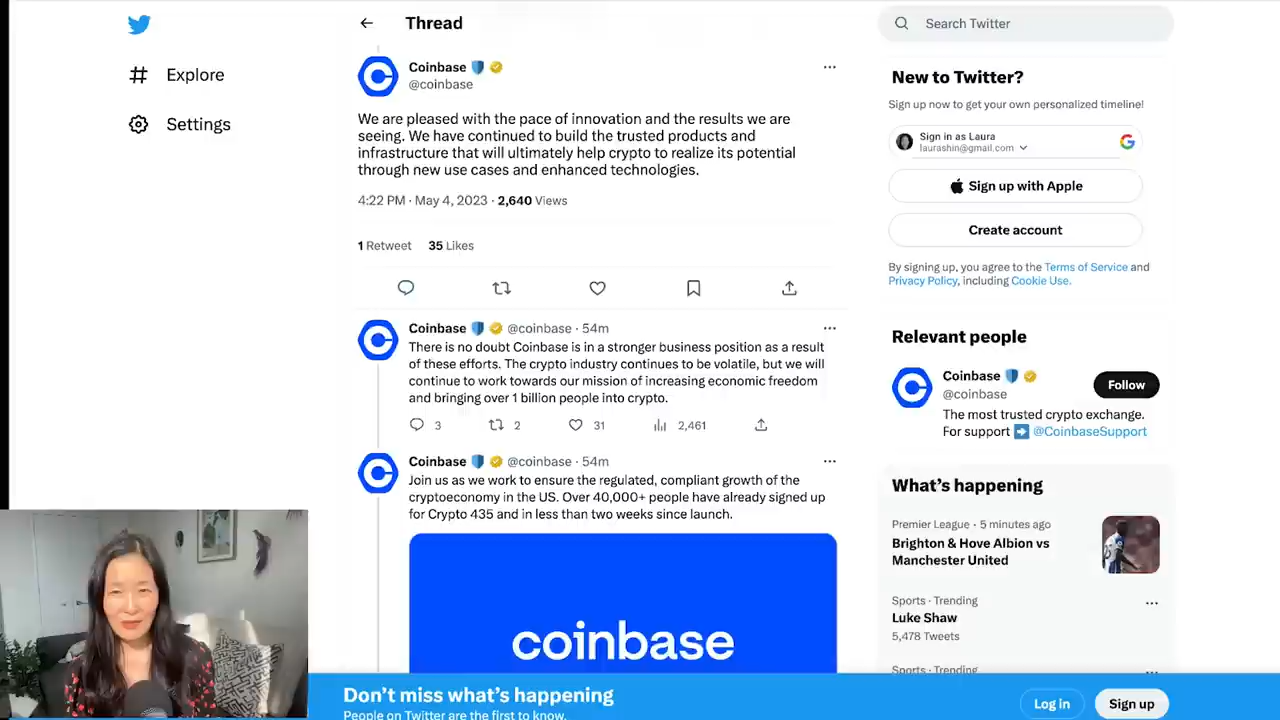 Explore
Settings
Thread
Coinbase
@coinbase
We are pleased with the pace of innovation and the results we are
seeing. We have continued to build the trusted products and
infrastructure that will ultimately help crypto to realize its potential
through new use cases and enhanced technologies.
4:22 PM · May 4, 2023 · 2,640 Views
1 Retweet 35 Likes
Coinbase @coinbase · 54m
There is no doubt Coinbase is in a stronger business position as a result
of these efforts. The crypto industry continues to be volatile, but we will
continue to work towards our mission of increasing economic freedom
and bringing over 1 billion people into crypto.
3 2 31 2,461
Coinbase @coinbase · 54m
Join us as we work to ensure the regulated, compliant growth of the
cryptoeconomy in the US. Over 40,000+ people have already signed up
for Crypto 435 and in less than two weeks since launch.
coinbase
Search Twitter
New to Twitter?
Sign up now to get your own personalized timeline!
Sign in as Laura
laurashin@gmail.com
Sign up with Apple
Create account
By signing up, you agree to the Terms of Service and
Privacy Policy, including Cookie Use.
Relevant people
Coinbase
@coinbase
Follow
The most trusted crypto exchange.
For support @CoinbaseSupport
What's happening
Premier League · 5 minutes ago
Brighton & Hove Albion vs
Manchester United
Sports · Trending
Luke Shaw
5,478 Tweets
Sports · Trending
Don't miss what's happening
People on Twitter are the first to know.
Log in
Sign up